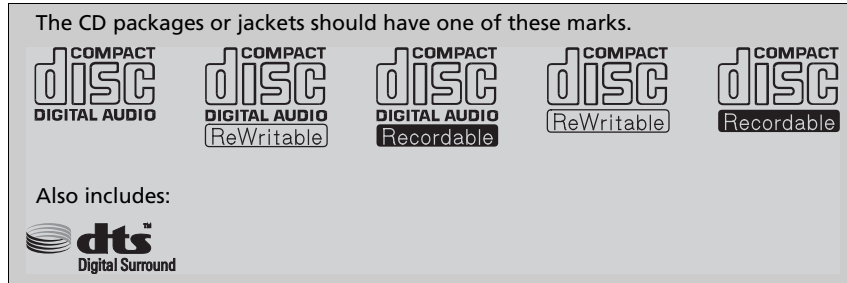 The CD packages or jackets should have one of these marks.
COMPACT disc DIGITAL AUDIO
COMPACT disc DIGITAL AUDIO ReWritable
COMPACT disc DIGITAL AUDIO Recordable
COMPACT disc ReWritable
COMPACT disc Recordable
Also includes:
dts™
Digital Surround